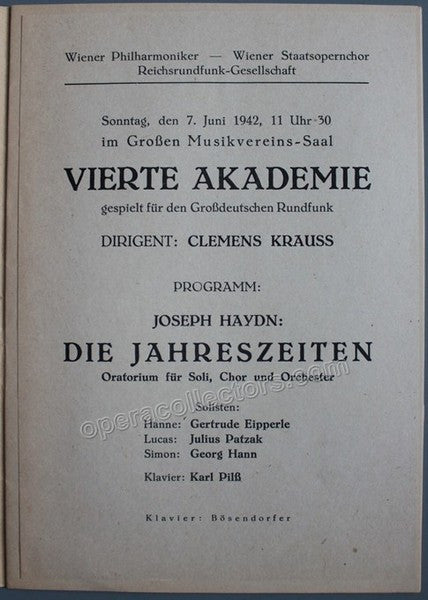 Wiener Philharmoniker — Wiener Staatsopernchor
Reichsrundfunk-Gesellschaft
Sonntag, den 7. Juni 1942, 11 Uhr 30
im Großen Musikvereins-Saal
VIERTE AKADEMIE
gespielt für den Großdeutschen Rundfunk
DIRIGENT: CLEMENS KRAUSS
PROGRAMM:
JOSEPH HAYDN:
DIE JAHRESZEITEN
Oratorium für Soli, Chor und Orchester
Solisten:
Hanne: Gertrude Eipperle
Lucas: Julius Patzak
Simon: Georg Hann
Klavier: Karl Pilß
Klavier: Bösendorfer
operacollectors.com